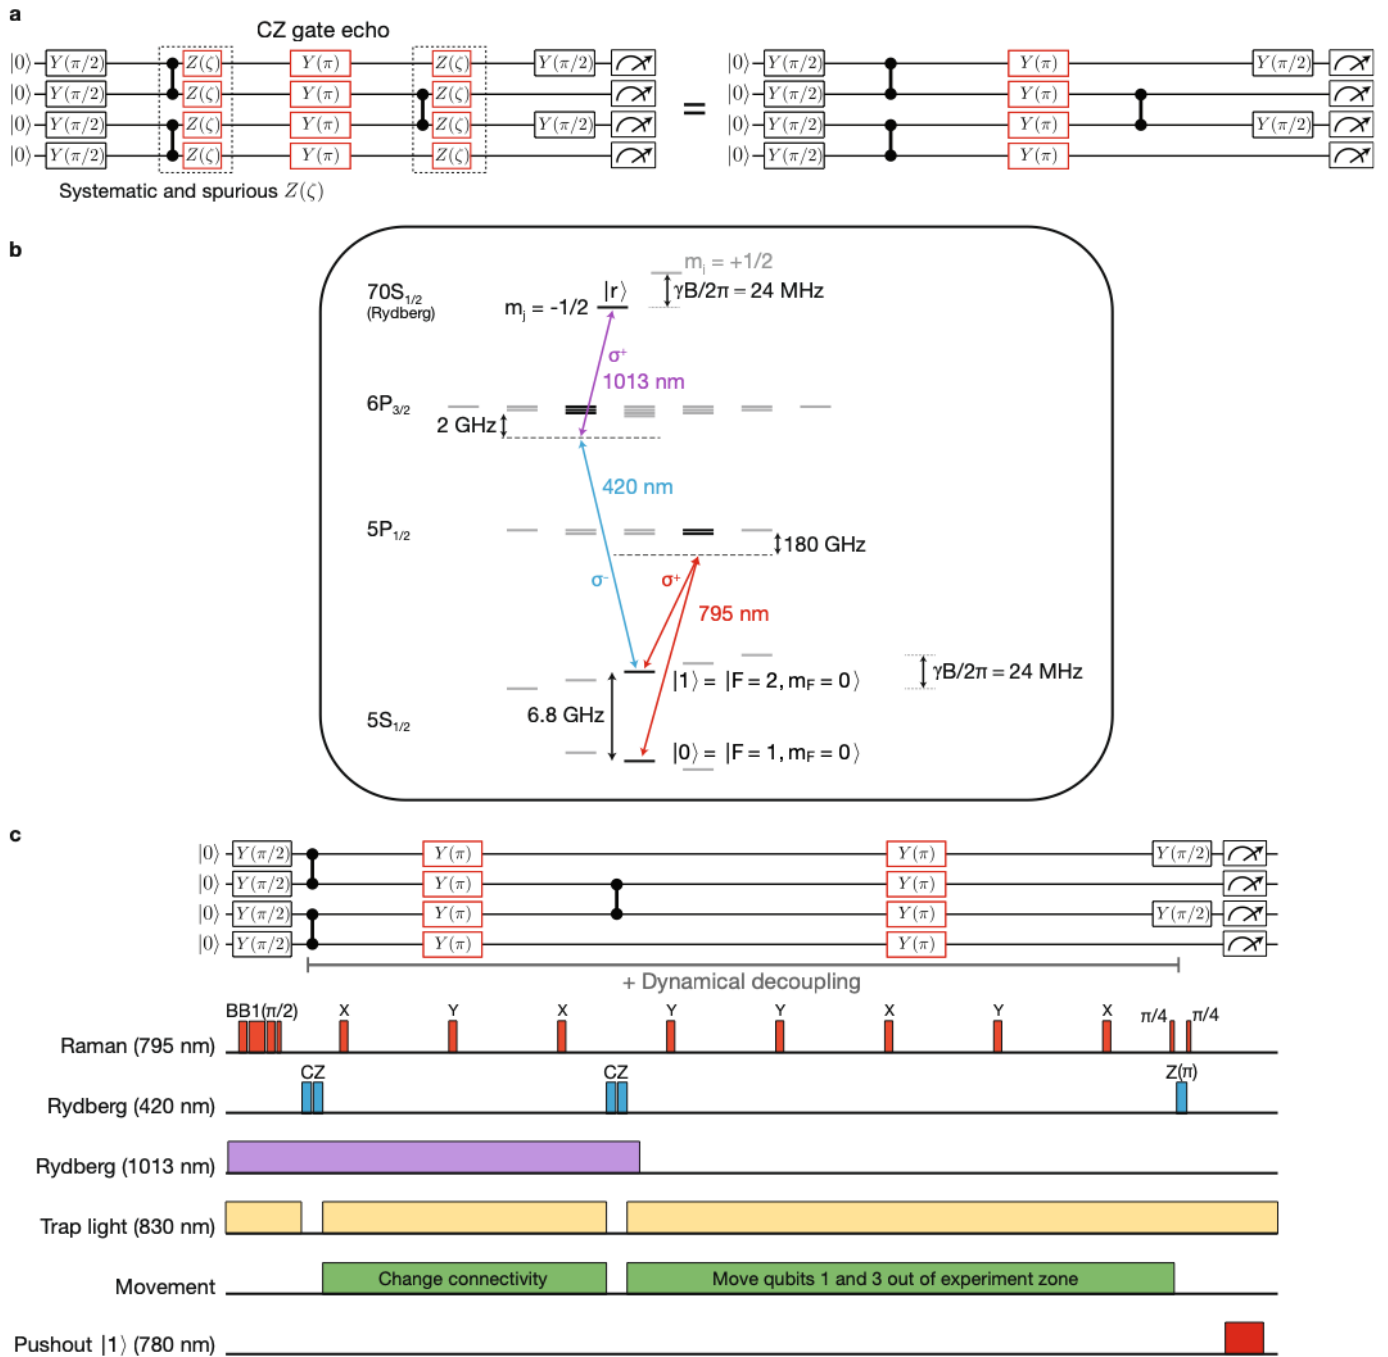 a
CZ gate echo
|0⟩ Y(π/2) Z(ζ) Y(π) Z(ζ) Y(π/2)
|0⟩ Y(π/2) Z(ζ) Y(π) Z(ζ)
|0⟩ Y(π/2) Z(ζ) Y(π) Z(ζ) Y(π/2)
|0⟩ Y(π/2) Z(ζ) Y(π) Z(ζ)
Systematic and spurious Z(ζ)
=
|0⟩ Y(π/2) Y(π) Y(π/2)
|0⟩ Y(π/2) Y(π)
|0⟩ Y(π/2) Y(π) Y(π/2)
|0⟩ Y(π/2) Y(π)
b
mj = +1/2
70S1/2
(Rydberg)
|r⟩
γB/2π = 24 MHz
mj = -1/2
σ+
1013 nm
6P3/2
2 GHz
420 nm
5P1/2
180 GHz
σ-
σ+
795 nm
|1⟩ = |F = 2, mF = 0⟩
γB/2π = 24 MHz
6.8 GHz
5S1/2
|0⟩ = |F = 1, mF = 0⟩
c
|0⟩ Y(π/2) Y(π) Y(π) Y(π/2)
|0⟩ Y(π/2) Y(π) Y(π)
|0⟩ Y(π/2) Y(π) Y(π) Y(π/2)
|0⟩ Y(π/2) Y(π) Y(π)
+ Dynamical decoupling
BB1(π/2) X Y X Y Y X Y X π/4 π/4
Raman (795 nm)
CZ CZ Z(π)
Rydberg (420 nm)
Rydberg (1013 nm)
Trap light (830 nm)
Movement Change connectivity Move qubits 1 and 3 out of experiment zone
Pushout |1⟩ (780 nm)